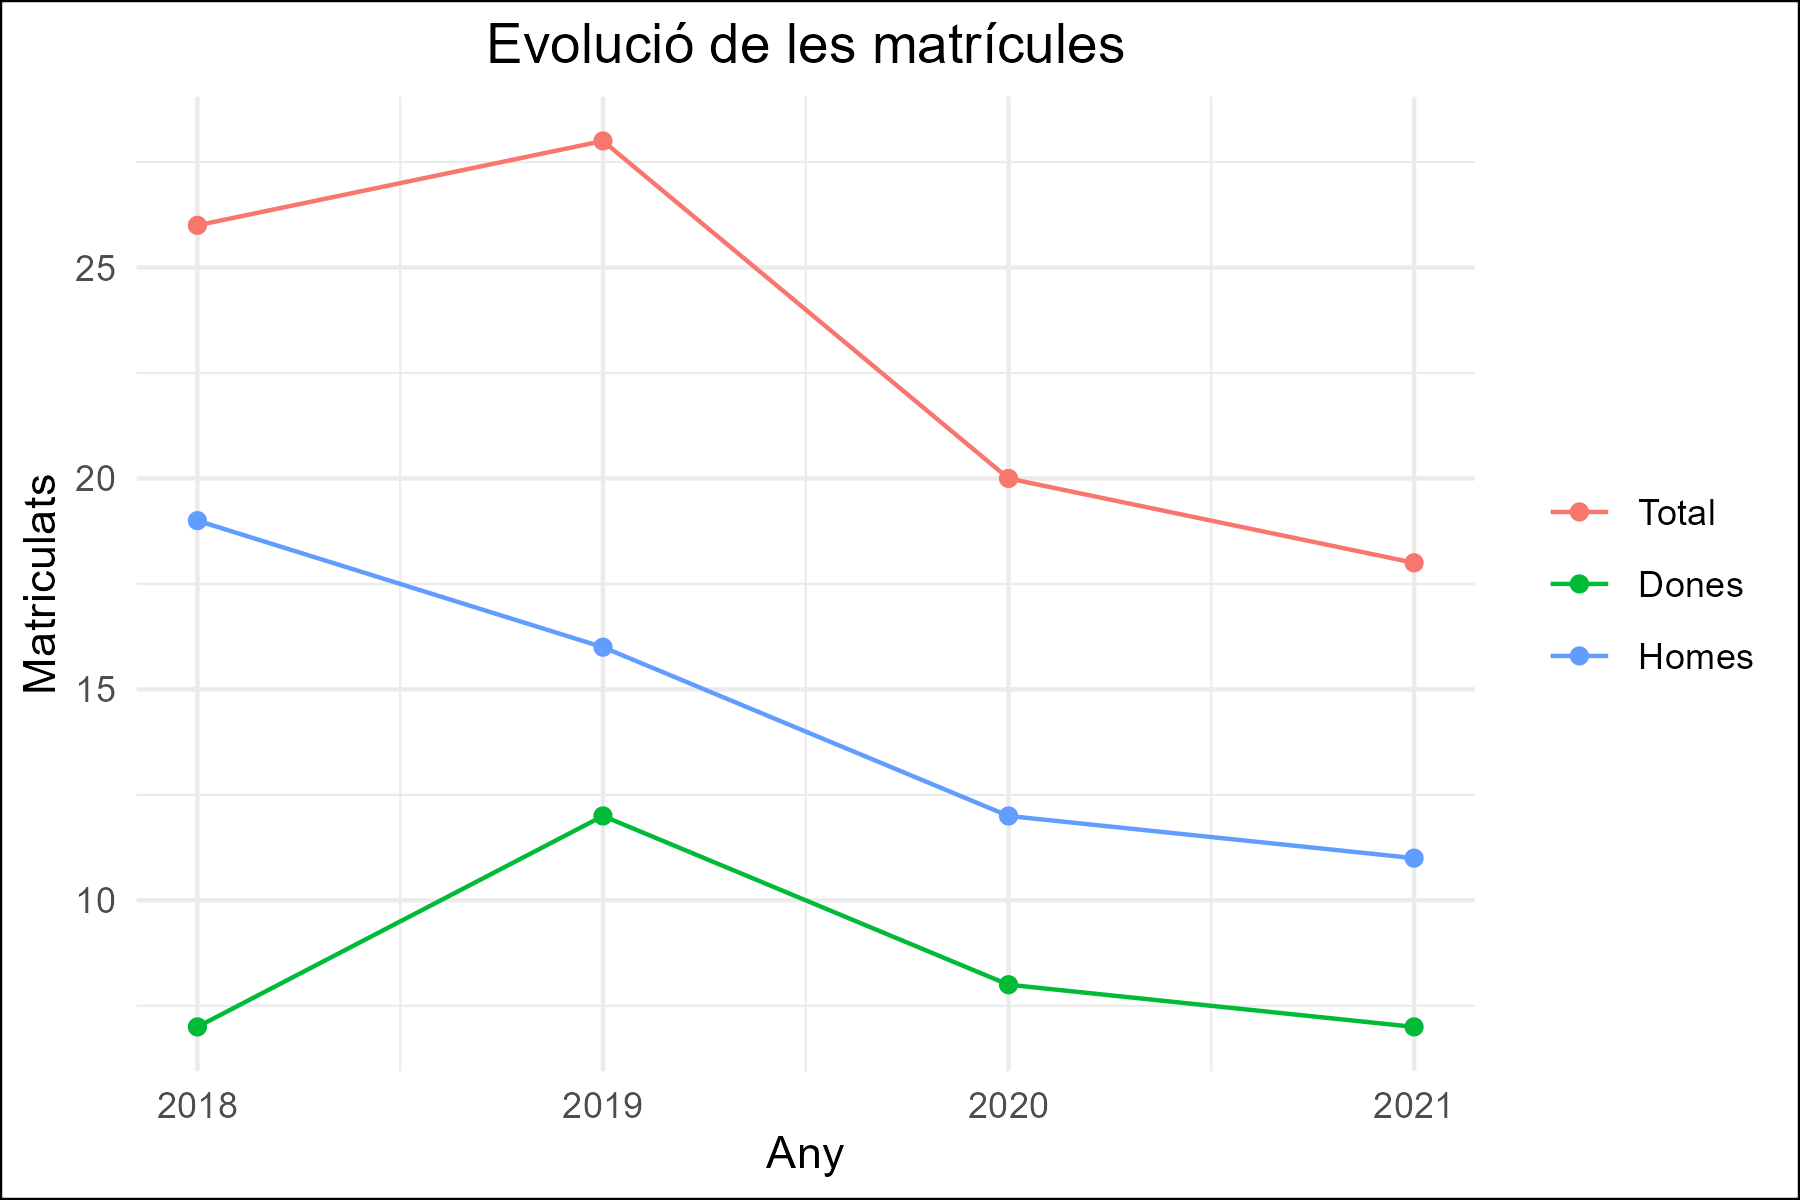 Evolució de les matrícules
Matriculats
25
20
15
10
2018 2019 2020 2021
Any
Total
Dones
Homes